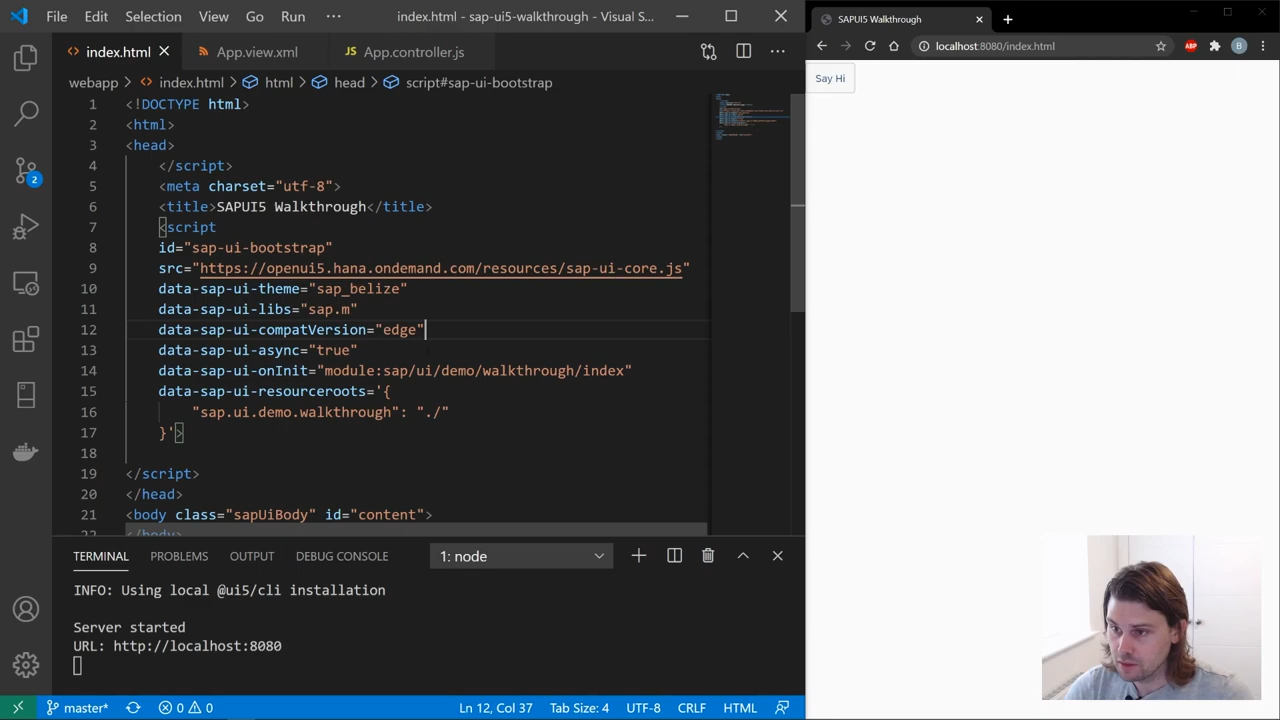 File Edit Selection View Go Run ··· index.html - sap-ui5-walkthrough - Visual S...
index.html App.view.xml App.controller.js
webapp > index.html > html > head > script#sap-ui-bootstrap
1 <!DOCTYPE html>
2 <html>
3 <head>
4 </script>
5 <meta charset="utf-8">
6 <title>SAPUI5 Walkthrough</title>
7 <script
8 id="sap-ui-bootstrap"
9 src="https://openui5.hana.ondemand.com/resources/sap-ui-core.js"
10 data-sap-ui-theme="sap_belize"
11 data-sap-ui-libs="sap.m"
12 data-sap-ui-compatVersion="edge"
13 data-sap-ui-async="true"
14 data-sap-ui-onInit="module:sap/ui/demo/walkthrough/index"
15 data-sap-ui-resourceroots='{
16 "sap.ui.demo.walkthrough": "./"
17 }'>
18
19 </script>
20 </head>
21 <body class="sapUiBody" id="content">
22 </body>
TERMINAL PROBLEMS OUTPUT DEBUG CONSOLE 1: node
INFO: Using local @ui5/cli installation
Server started
URL: http://localhost:8080
2
master* 0 0 Ln 12, Col 37 Tab Size: 4 UTF-8 CRLF HTML
SAPUI5 Walkthrough
localhost:8080/index.html ABP B
Say Hi